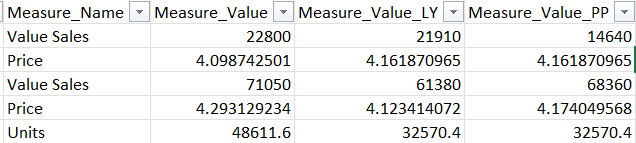 Measure_Name Measure_Value Measure_Value_LY Measure_Value_PP
Value Sales 22800 21910 14640
Price 4.098742501 4.161870965 4.161870965
Value Sales 71050 61380 68360
Price 4.293129234 4.123414072 4.174049568
Units 48611.6 32570.4 32570.4